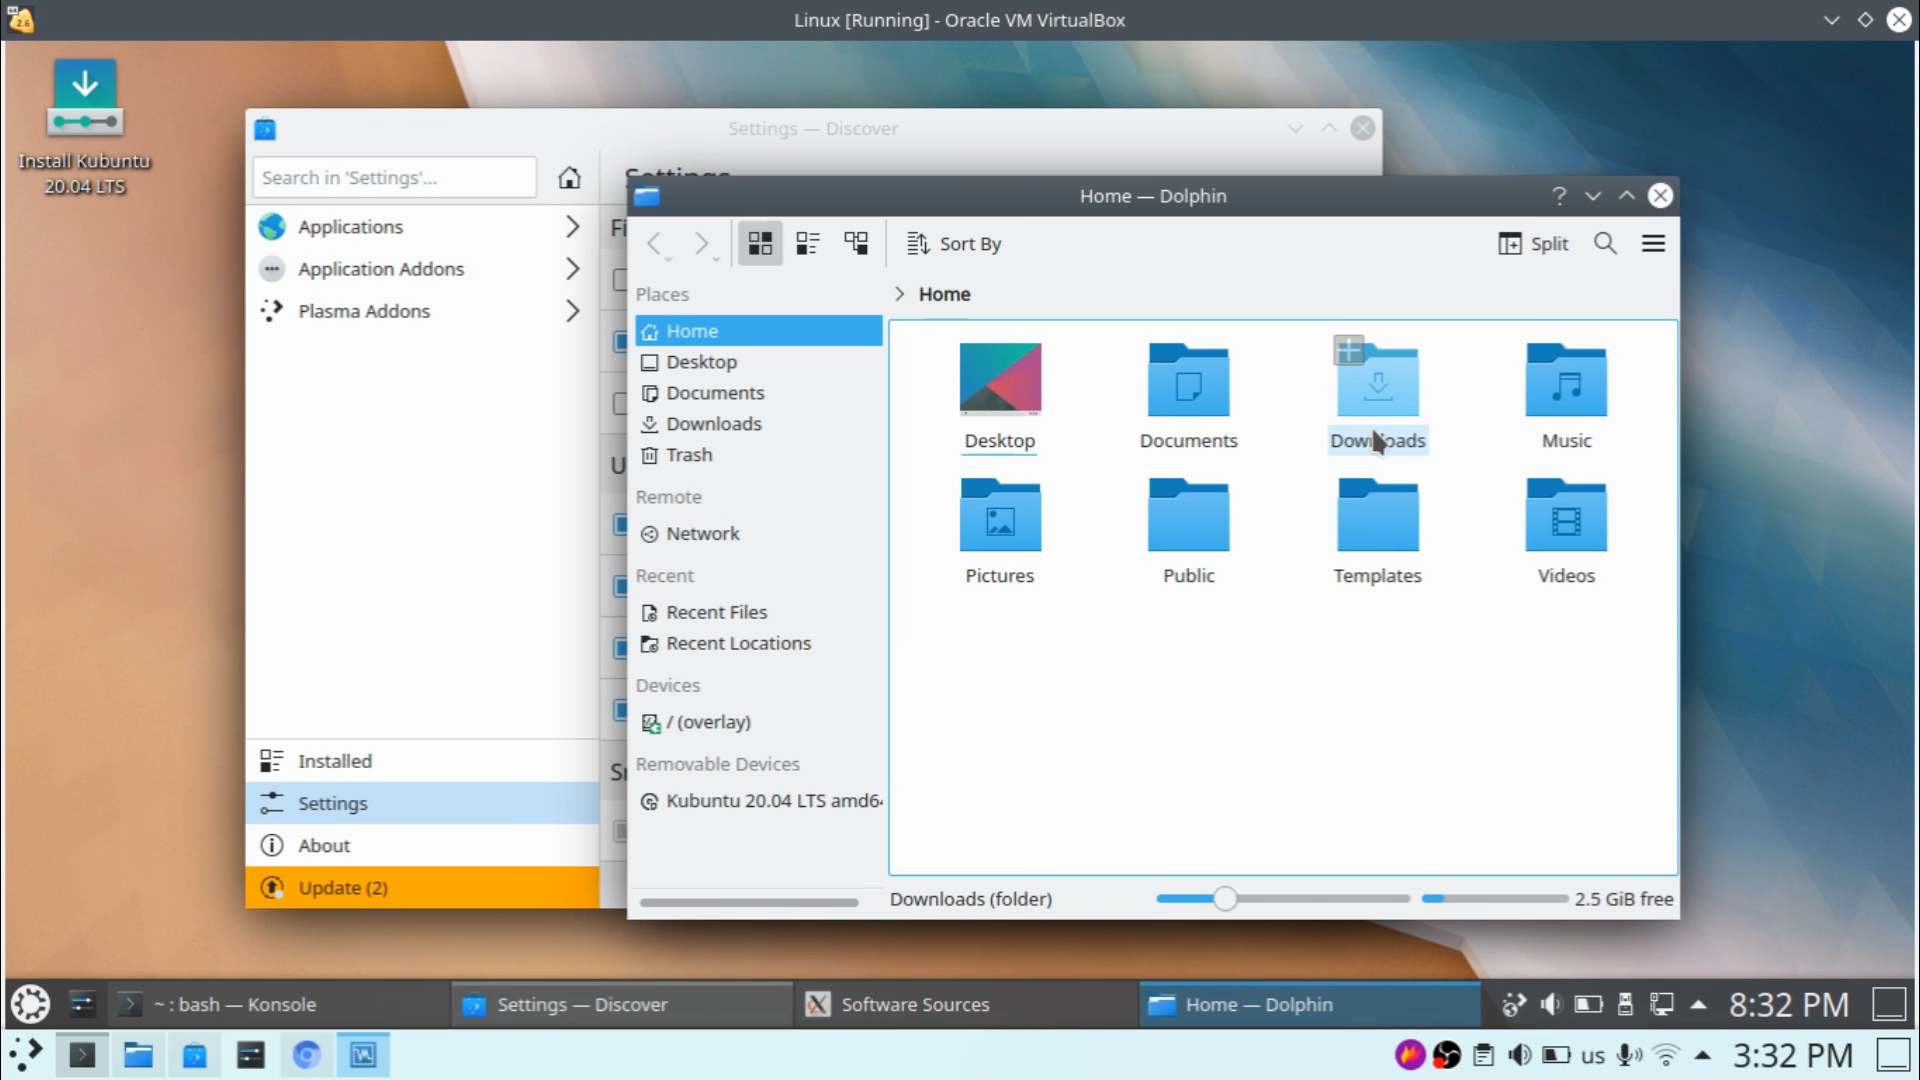 Linux [Running] - Oracle VM VirtualBox
Install Kubuntu
20.04 LTS
Settings — Discover
Search in 'Settings'...
Settings
Applications
Application Addons
Plasma Addons
Installed
Settings
About
Update (2)
Home — Dolphin
Sort By
Split
Places
Home
Home
Desktop
Documents
Downloads
Trash
Remote
Network
Recent
Recent Files
Recent Locations
Devices
/ (overlay)
Removable Devices
Kubuntu 20.04 LTS amd64
Desktop
Documents
Downloads
Music
Pictures
Public
Templates
Videos
Downloads (folder)
2.5 GiB free
~ : bash — Konsole
Settings — Discover
Software Sources
Home — Dolphin
8:32 PM
us
3:32 PM